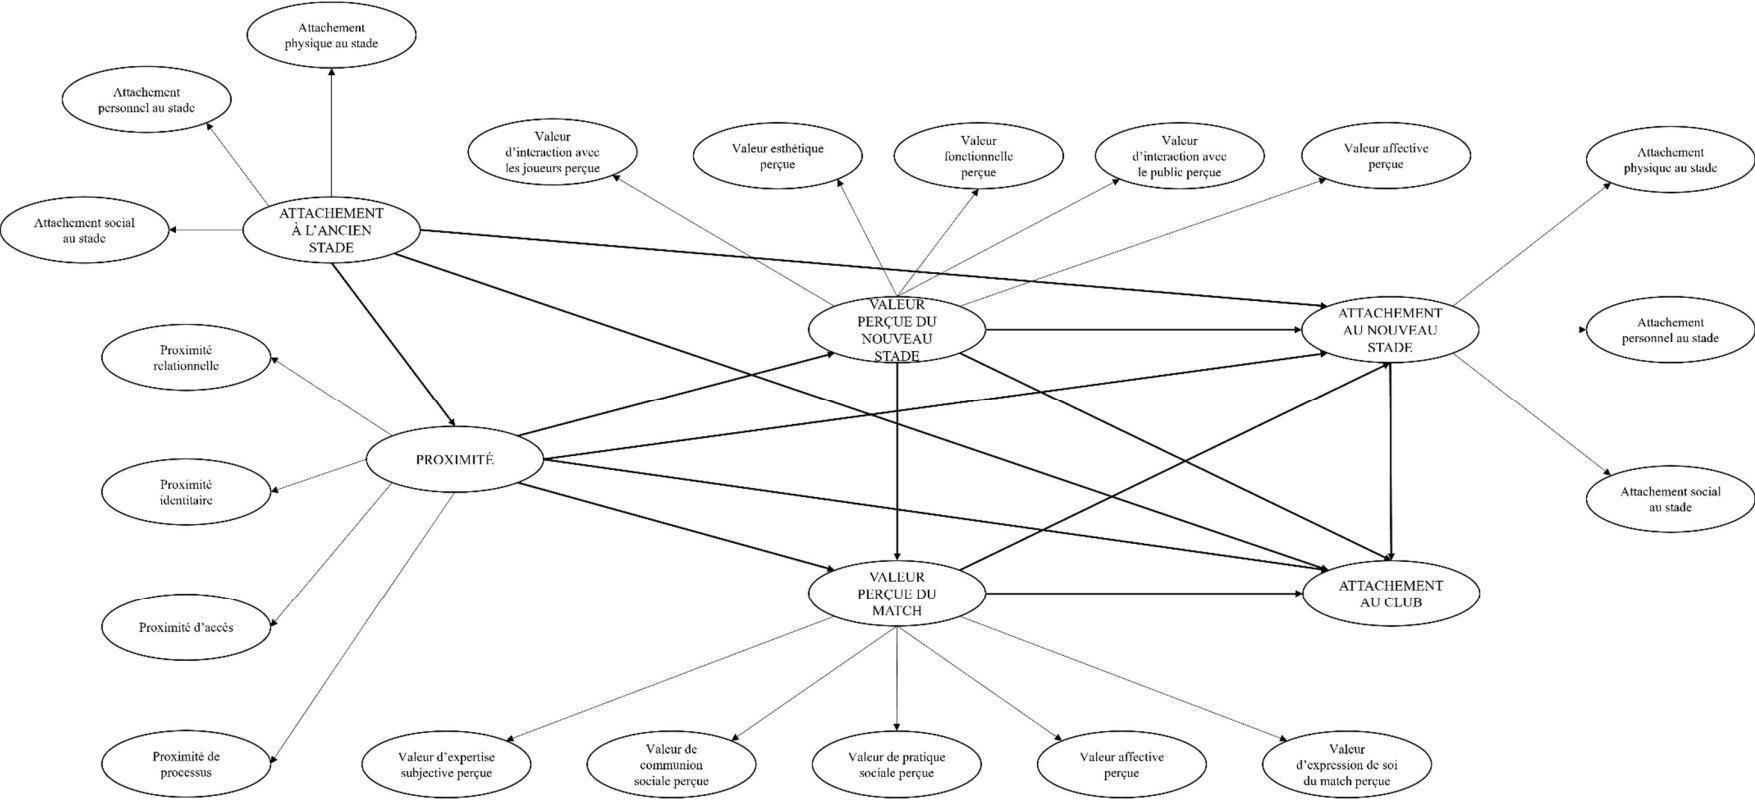 Attachement
physique au stade
Attachement
personnel au stade
Valeur
d’interaction avec
les joueurs perçue
Valeur esthétique
perçue
Valeur
fonctionnelle
perçue
Valeur
d’interaction avec
le public perçue
Valeur affective
perçue
Attachement
physique au stade
Attachement social
au stade
ATTACHEMENT
À L’ANCIEN
STADE
VALEUR
PERÇUE DU
NOUVEAU
STADE
ATTACHEMENT
AU NOUVEAU
STADE
Attachement
personnel au stade
Proximité
relationnelle
PROXIMITÉ
Proximité
identitaire
Attachement social
au stade
VALEUR
PERÇUE DU
MATCH
ATTACHEMENT
AU CLUB
Proximité d’accès
Proximité de
processus
Valeur d’expertise
subjective perçue
Valeur de
communion
sociale perçue
Valeur de pratique
sociale perçue
Valeur affective
perçue
Valeur
d’expression de soi
du match perçue